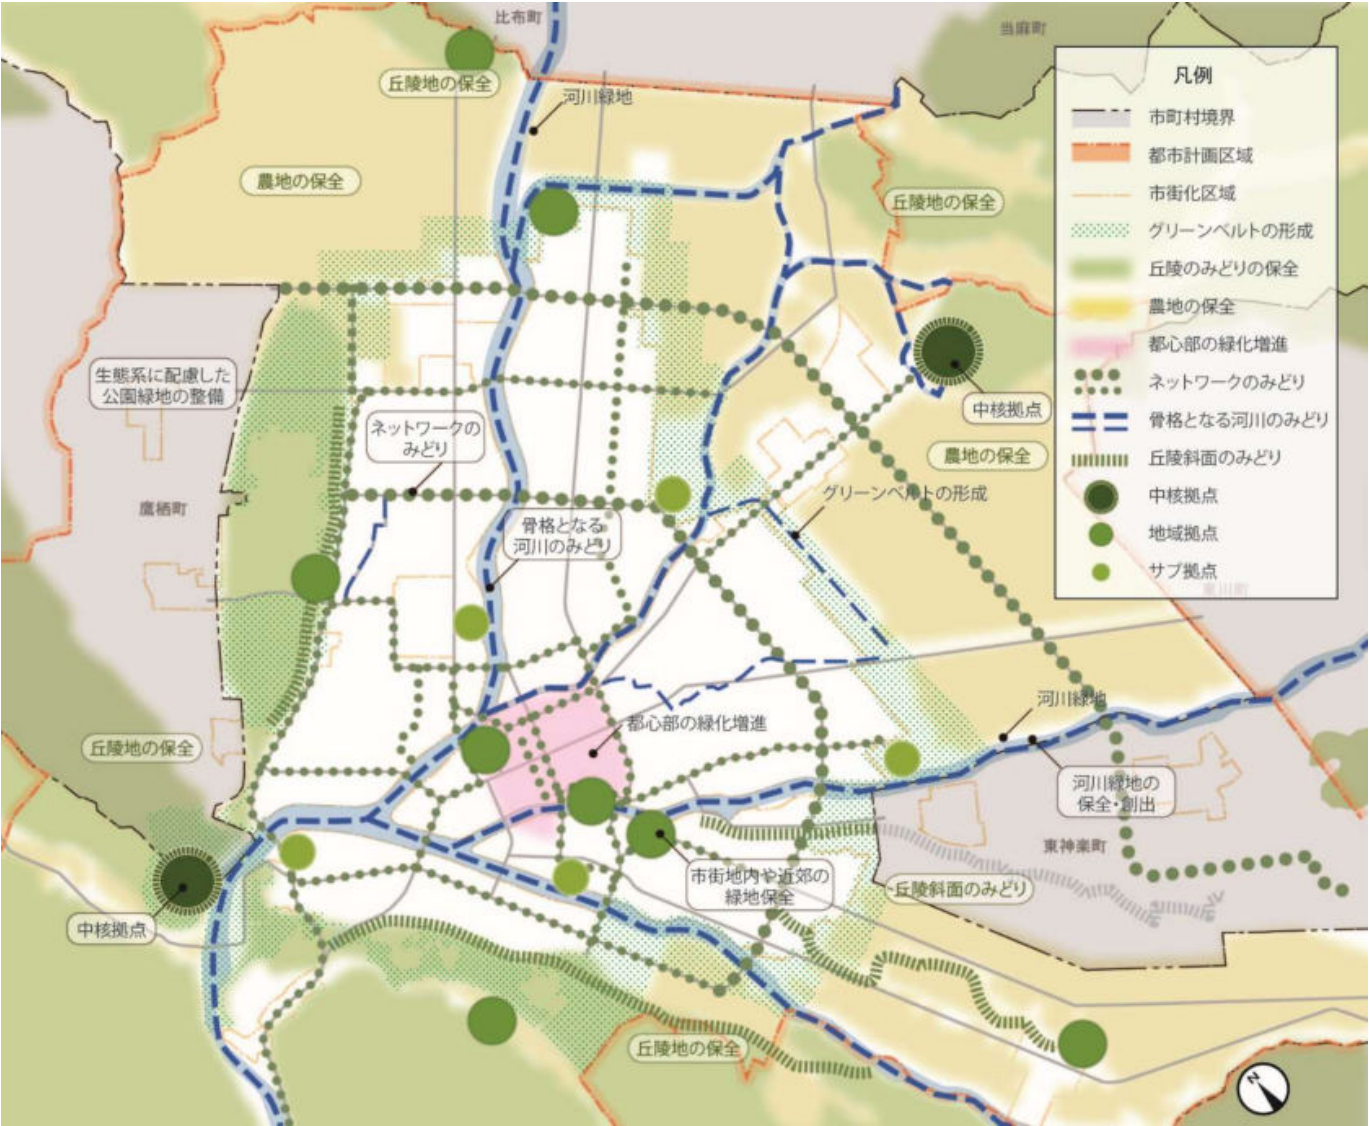 比布町
当麻町
丘陵地の保全
河川緑地
農地の保全
丘陵地の保全
生態系に配慮した
公園緑地の整備
ネットワークの
みどり
中核拠点
農地の保全
グリーンベルトの形成
鷹栖町
骨格となる
河川のみどり
河川緑地
都心部の緑化増進
丘陵地の保全
河川緑地の
保全・創出
東神楽町
市街地内や近郊の
緑地保全
丘陵斜面のみどり
中核拠点
丘陵地の保全
凡例
市町村境界
都市計画区域
市街化区域
グリーンベルトの形成
丘陵のみどりの保全
農地の保全
都心部の緑化増進
ネットワークのみどり
骨格となる河川のみどり
丘陵斜面のみどり
中核拠点
地域拠点
サブ拠点
東川町
N